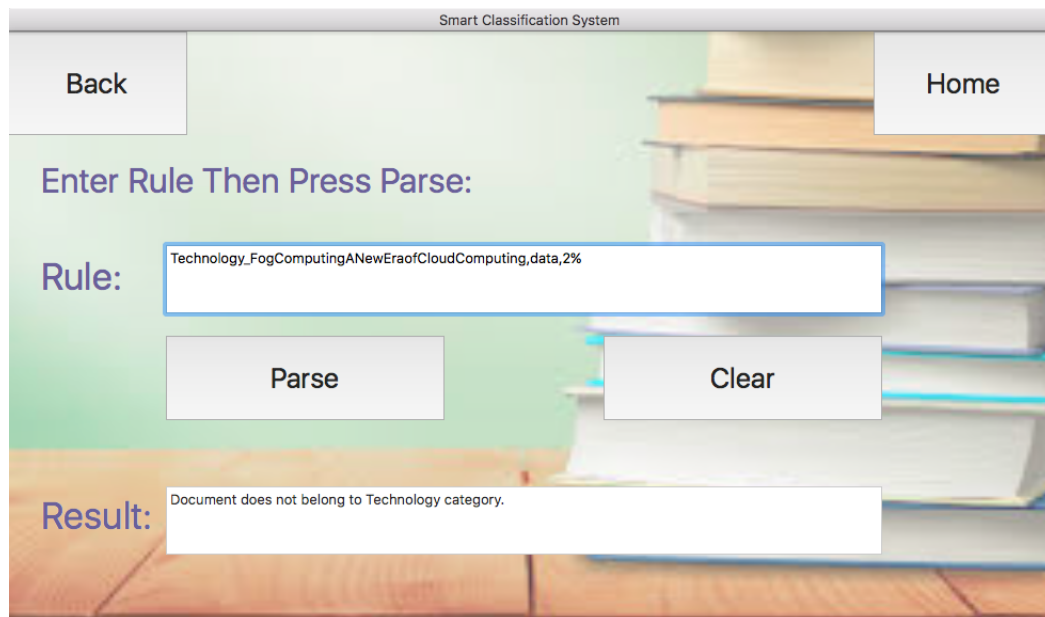 Smart Classification System
Back
Home
Enter Rule Then Press Parse:
Rule:
Technology_FogComputingANewEraofCloudComputing,data,2%
Parse
Clear
Result:
Document does not belong to Technology category.